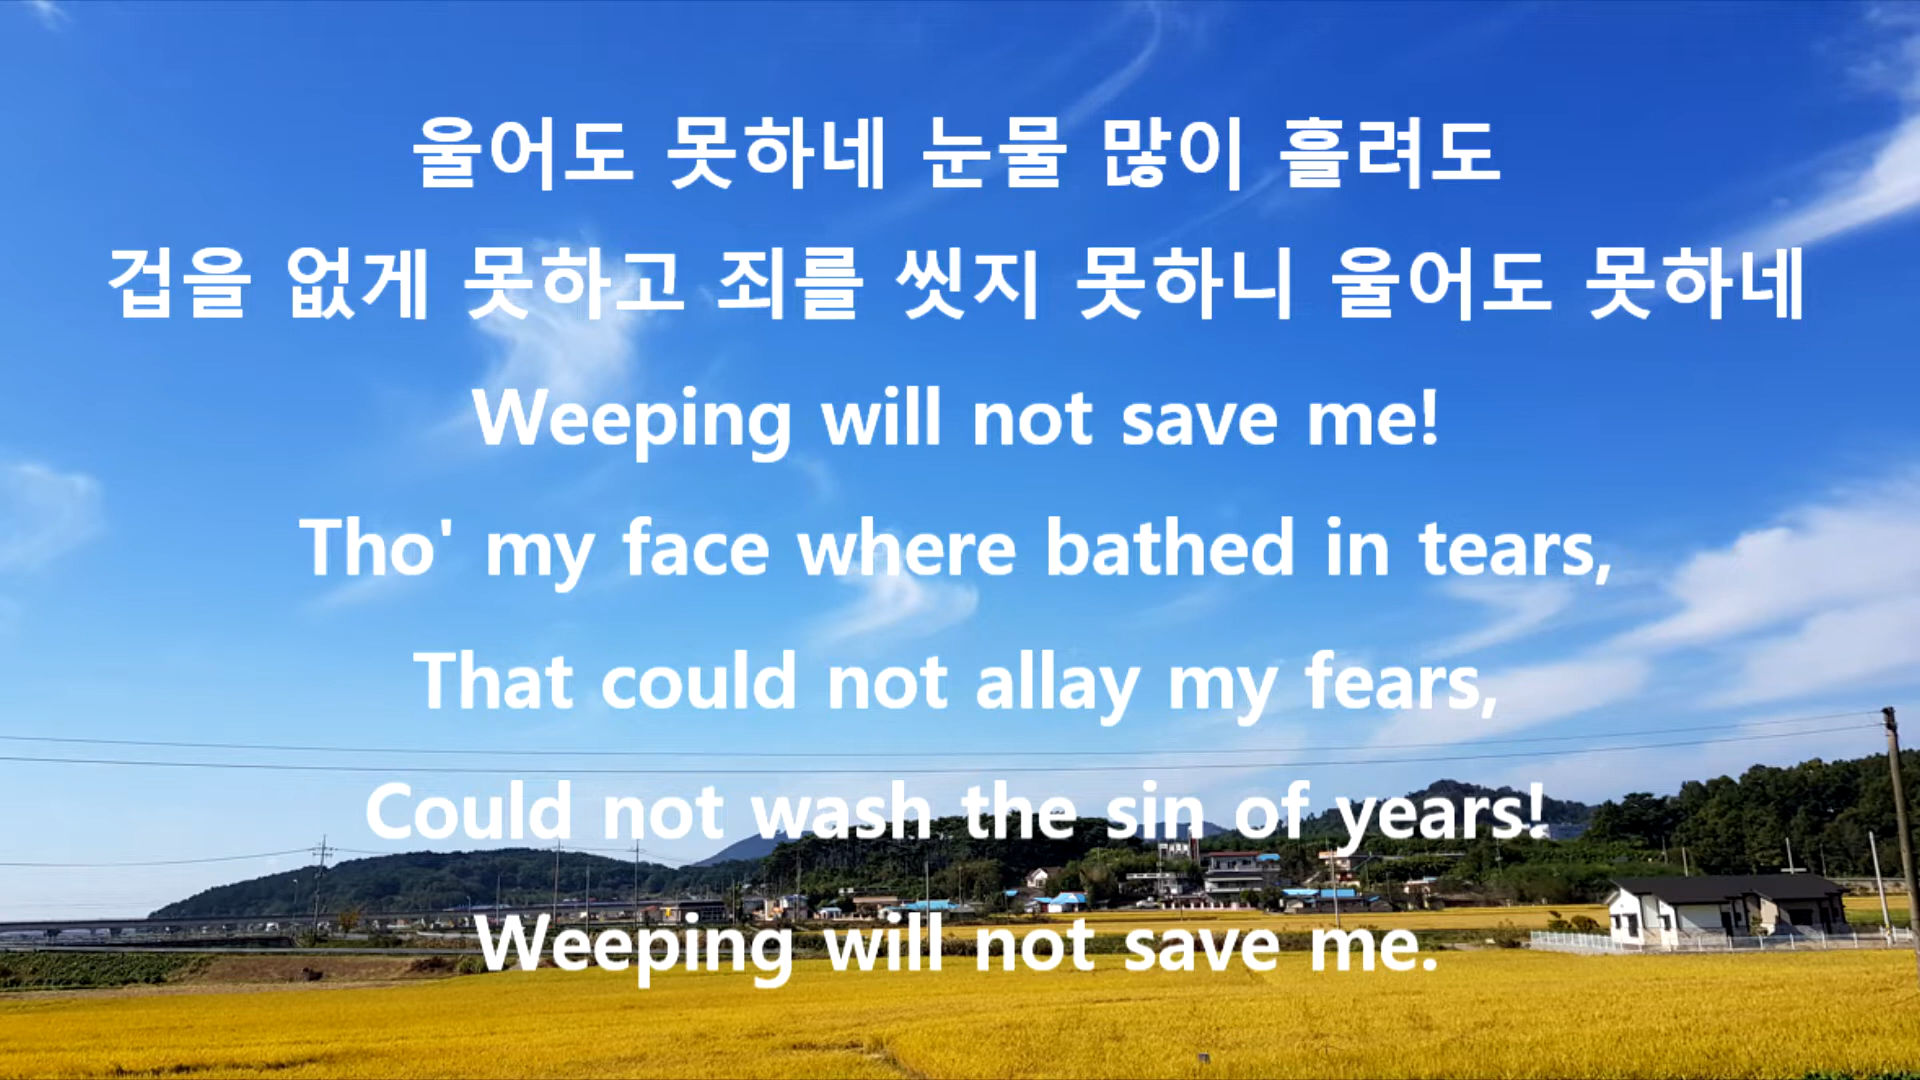 울어도 못하네 눈물 많이 흘려도
겁을 없게 못하고 죄를 씻지 못하니 울어도 못하네
Weeping will not save me!
Tho' my face where bathed in tears,
That could not allay my fears,
Could not wash the sin of years!
Weeping will not save me.